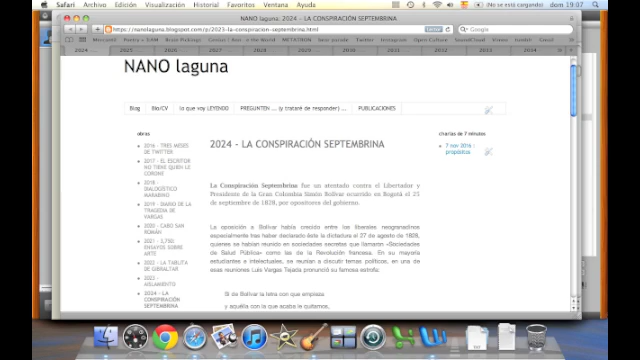 Safari Archivo Edición Visualización Historial Favoritos Ventana Ayuda
(No se está cargando) dom 19:07
NANO laguna: 2024 - LA CONSPIRACIÓN SEPTEMBRINA
https://nanolaguna.blogspot.com/p/2023-la-conspiracion-septembrina.html
Google
NANO laguna
Blog Bio/CV lo que voy LEYENDO PREGUNTEN ... (y trataré de responder) ... PUBLICACIONES
obras
2016 - TRES MESES DE TWITTER
2017 - EL ESCRITOR NO TIENE QUIEN LE CORONE
2018 - DIALOGÍSTICO MARABINO
2019 - DIARIO DE LA TRAGEDIA DE VARGAS
2020 - CABO SAN ROMÁN
2021 - 3,750 ENSAYOS SOBRE ARTE
2022 - LA TABLITA DE GIBRALTAR
2023 - AISLAMIENTO
2024 - LA CONSPIRACIÓN SEPTEMBRINA
2024 - LA CONSPIRACIÓN SEPTEMBRINA
La Conspiración Septembrina fue un atentado contra el Libertador y
Presidente de la Gran Colombia Simón Bolívar ocurrido en Bogotá el 25
de septiembre de 1828, por opositores del gobierno.
La oposición a Bolívar había crecido entre los liberales neogranadinos
especialmente tras haber declarado éste la dictadura el 27 de agosto de 1828,
quienes se habían reunido en sociedades secretas que llamaron «Sociedades
de Salud Pública» como las de la Revolución francesa. En su mayoría
estudiantes e intelectuales, se reunían a discutir temas políticos, en una de
esas reuniones Luis Vargas Tejada pronunció su famosa estrofa:
Si de Bolívar la letra con que empieza
y aquélla con la que acaba le quitamos,
charlas de 7 minutos
7 nov 2016 : propósitos